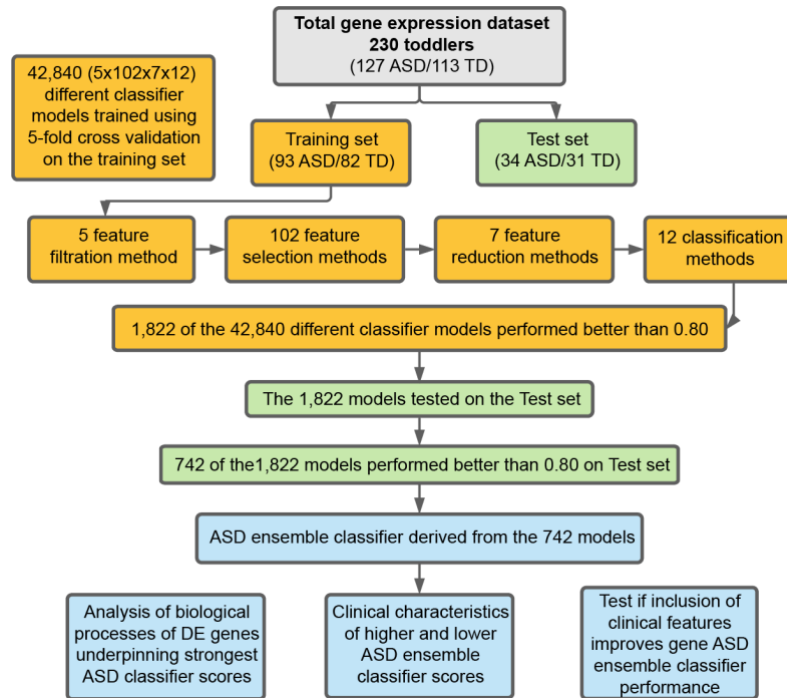 Total gene expression dataset
230 toddlers
(127 ASD/113 TD)
42,840 (5x102x7x12)
different classifier
models trained using
5-fold cross validation
on the training set
Training set
(93 ASD/82 TD)
Test set
(34 ASD/31 TD)
5 feature
filtration method
102 feature
selection methods
7 feature
reduction methods
12 classification
methods
1,822 of the 42,840 different classifier models performed better than 0.80
The 1,822 models tested on the Test set
742 of the1,822 models performed better than 0.80 on Test set
ASD ensemble classifier derived from the 742 models
Analysis of biological
processes of DE genes
underpinning strongest
ASD classifier scores
Clinical characteristics
of higher and lower
ASD ensemble
classifier scores
Test if inclusion of
clinical features
improves gene ASD
ensemble classifier
performance